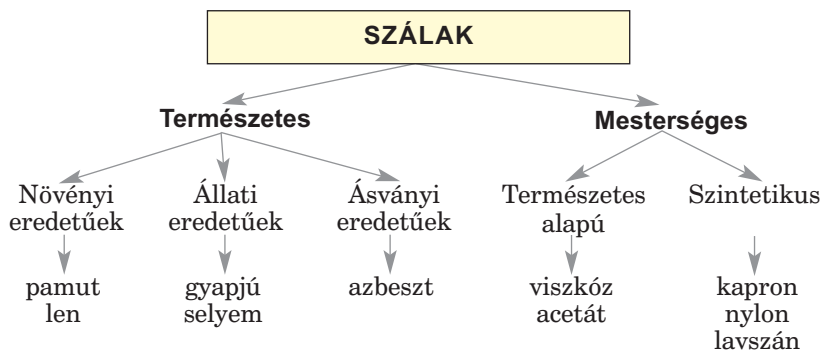 SZÁLAK
Természetes
Mesterséges
Növényi
eredetűek
Állati
eredetűek
Ásványi
eredetűek
Természetes
alapú
Szintetikus
pamut
len
gyapjú
selyem
azbeszt
viszkóz
acetát
kapron
nylon
lavszán